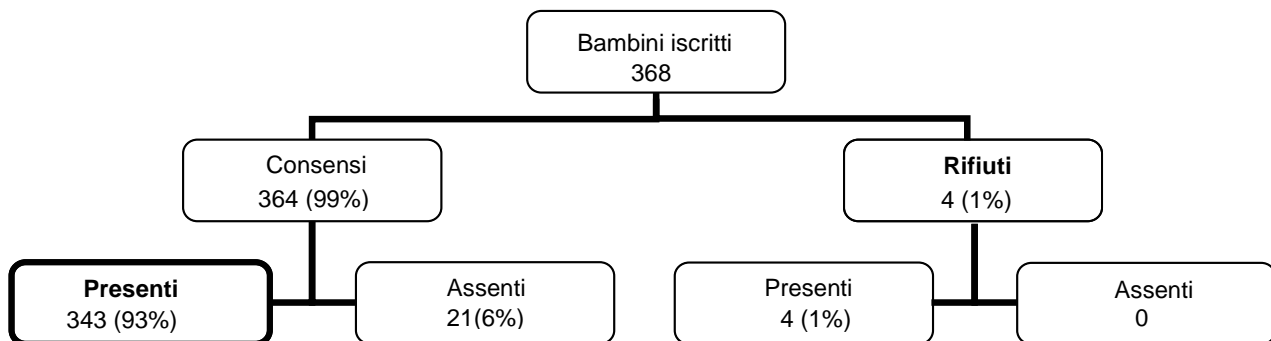 Bambini iscritti
368
Consensi
364 (99%)
Rifiuti
4 (1%)
Presenti
343 (93%)
Assenti
21(6%)
Presenti
4 (1%)
Assenti
0